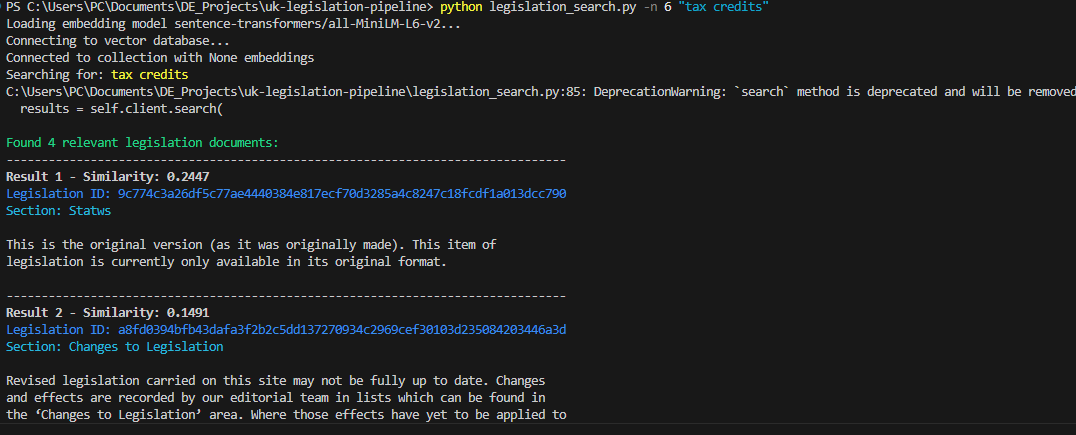 PS C:\Users\PC\Documents\DE_Projects\uk-legislation-pipeline> python legislation_search.py -n 6 "tax credits"
Loading embedding model sentence-transformers/all-MiniLM-L6-v2...
Connecting to vector database...
Connected to collection with None embeddings
Searching for: tax credits
C:\Users\PC\Documents\DE_Projects\uk-legislation-pipeline\legislation_search.py:85: DeprecationWarning: `search` method is deprecated and will be removed
results = self.client.search(
Found 4 relevant legislation documents:
--------------------------------------------------------------------------------
Result 1 - Similarity: 0.2447
Legislation ID: 9c774c3a26df5c77ae4440384e817ecf70d3285a4c8247c18fcdf1a013dcc790
Section: Statws
This is the original version (as it was originally made). This item of
legislation is currently only available in its original format.
--------------------------------------------------------------------------------
Result 2 - Similarity: 0.1491
Legislation ID: a8fd0394bfb43dafa3f2b2c5dd137270934c2969cef30103d235084203446a3d
Section: Changes to Legislation
Revised legislation carried on this site may not be fully up to date. Changes
and effects are recorded by our editorial team in lists which can be found in
the ‘Changes to Legislation’ area. Where those effects have yet to be applied to